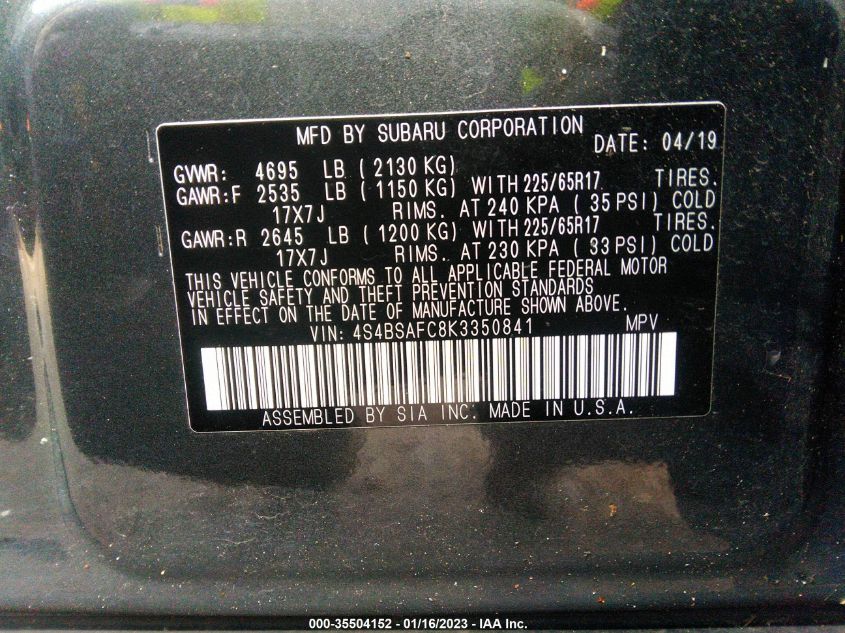 MFD BY SUBARU CORPORATION DATE: 04/19
GVWR: 4695 LB ( 2130 KG)
GAWR:F 2535 LB ( 1150 KG) WITH 225/65R17 TIRES.
17X7J RIMS. AT 240 KPA ( 35 PSI) COLD
GAWR:R 2645 LB ( 1200 KG) WITH 225/65R17 TIRES.
17X7J RIMS. AT 230 KPA ( 33 PSI) COLD
THIS VEHICLE CONFORMS TO ALL APPLICABLE FEDERAL MOTOR
VEHICLE SAFETY AND THEFT PREVENTION STANDARDS
IN EFFECT ON THE DATE OF MANUFACTURE SHOWN ABOVE.
VIN: 4S4BSAFC8K3350841 MPV
ASSEMBLED BY SIA INC. MADE IN U.S.A.
000-35504152 - 01/16/2023 - IAA Inc.